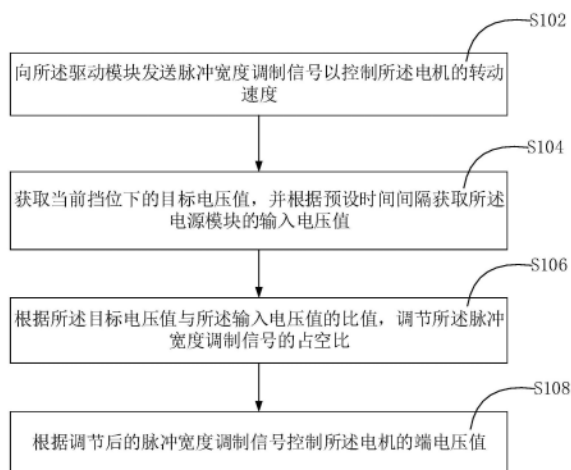 S102
向所述驱动模块发送脉冲宽度调制信号以控制所述电机的转动
速度
S104
获取当前挡位下的目标电压值，并根据预设时间间隔获取所述
电源模块的输入电压值
S106
根据所述目标电压值与所述输入电压值的比值，调节所述脉冲
宽度调制信号的占空比
S108
根据调节后的脉冲宽度调制信号控制所述电机的端电压值